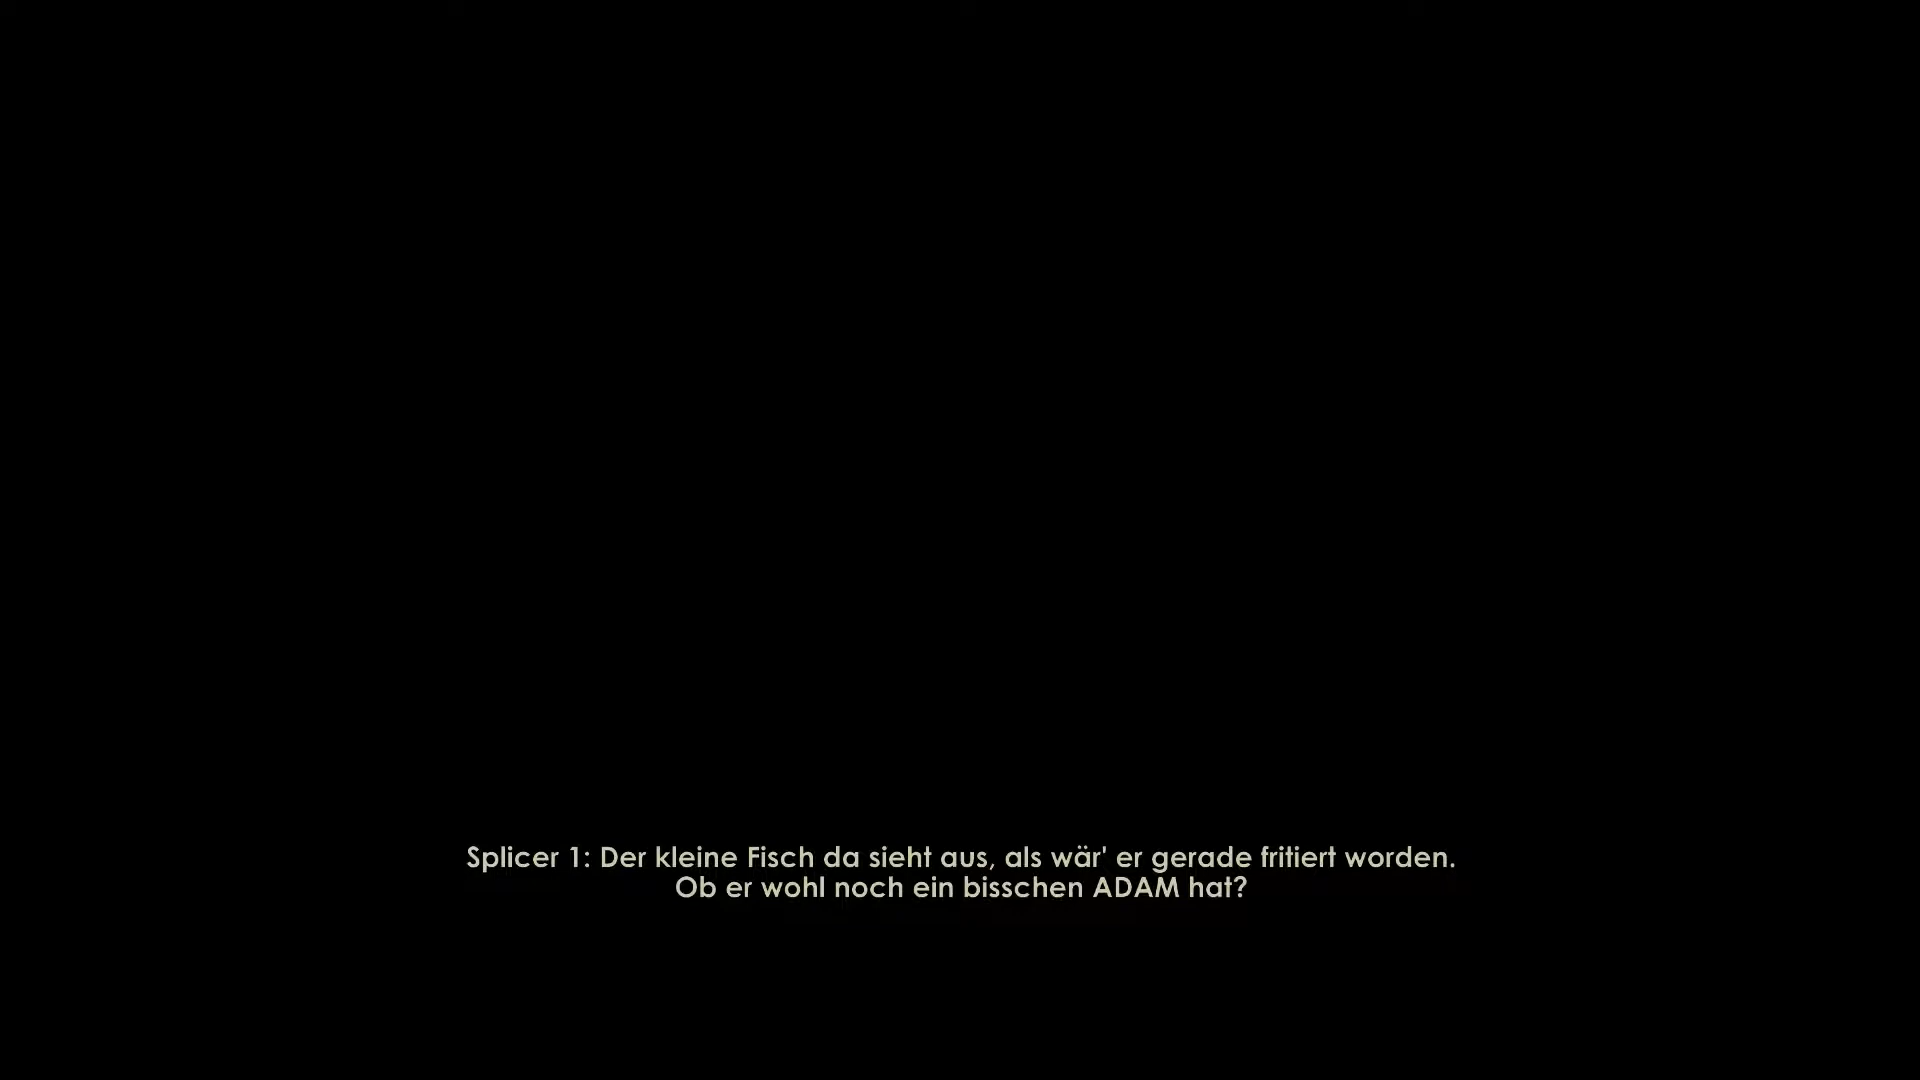 Splicer 1: Der kleine Fisch da sieht aus, als wär' er gerade fritiert worden.
Ob er wohl noch ein bisschen ADAM hat?